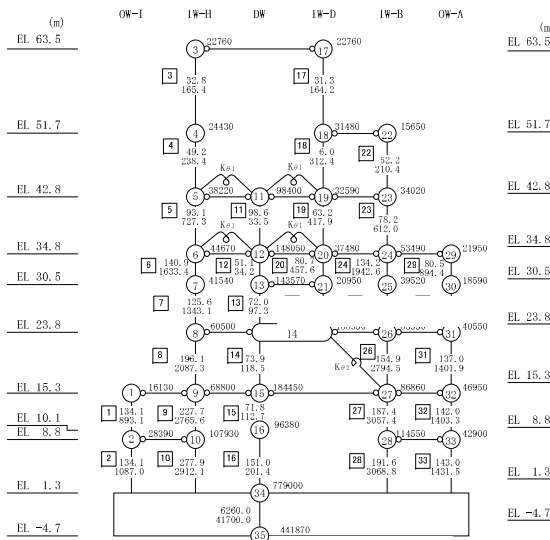 OW-I IW-H DW IW-D IW-B OW-A
(m) (m)
EL 63.5 3 22760 17 22760 EL 63.5
3 32.8 17 31.3
165.4 164.2
EL 51.7 4 24430 18 31480 22 15650 EL 51.7
4 49.2 18 6.0 22 52.2
238.4 312.4 210.4
Kθ1 Kθ1
EL 42.8 5 38220 11 98400 19 32590 23 34020 EL 42.8
5 93.1 11 98.6 19 63.2 23 78.2
727.3 33.5 417.9 612.0
Kθ1 Kθ1
EL 34.8 6 44670 12 148050 20 37480 24 53490 29 21950 EL 34.8
6 140.9 12 51.1 20 80.7 24 134.2 29 80.5
1633.4 34.2 457.6 1942.6 894.4
EL 30.5 7 41540 13 143570 21 20950 25 39520 30 18590 EL 30.5
7 125.6 13 72.0
1343.1 97.3
EL 23.8 8 60500 14 26 31 40550 EL 23.8
8 196.1 14 73.9 26 154.9 31 137.0
2087.3 118.5 2794.5 1401.9
Kθ2
EL 15.3 1 16130 9 68800 15 184450 27 86860 32 46950 EL 15.3
1 134.1 9 227.7 15 71.8 27 187.4 32 142.0
893.1 2765.6 112.7 3057.4 1403.3
EL 10.1 16 96380
EL 8.8 2 28390 10 107930 28 114550 33 42900 EL 8.8
2 134.1 10 277.9 16 151.0 28 191.6 33 143.0
1087.0 2912.1 201.4 3068.8 1431.5
EL 1.3 34 779000 EL 1.3
6260.0
41700.0
EL -4.7 35 441870 EL -4.7